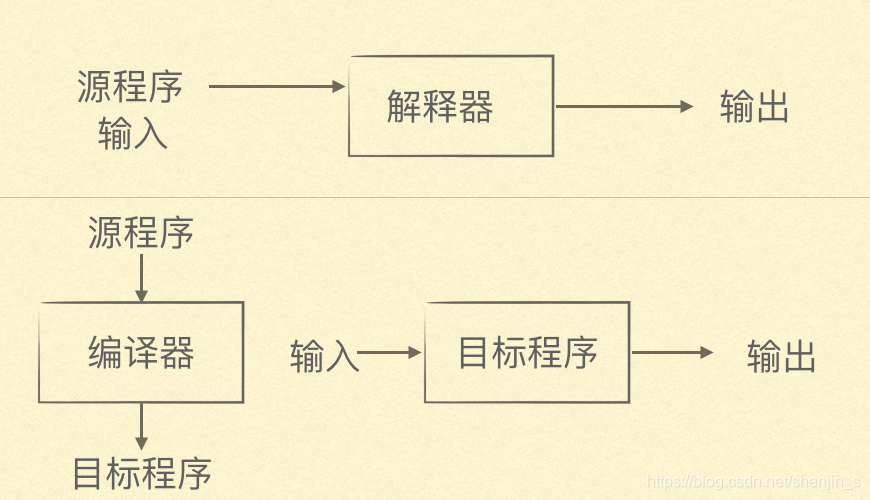 源程序
输入
解释器
输出
源程序
编译器
目标程序
输入
目标程序
输出
https://blog.csdn.net/shenjin_s